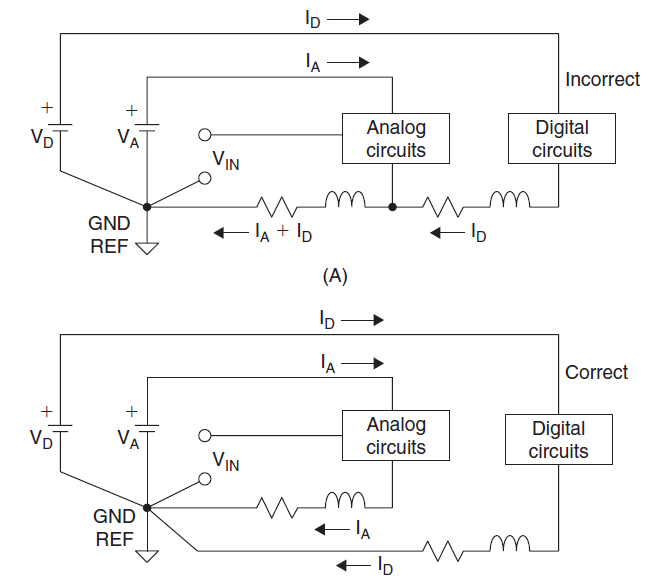 I_D
I_A
Incorrect
+
+
V_D
V_A
V_IN
Analog
circuits
Digital
circuits
GND
REF
I_A + I_D
I_D
(A)
I_D
I_A
Correct
+
+
V_D
V_A
V_IN
Analog
circuits
Digital
circuits
GND
REF
I_A
I_D